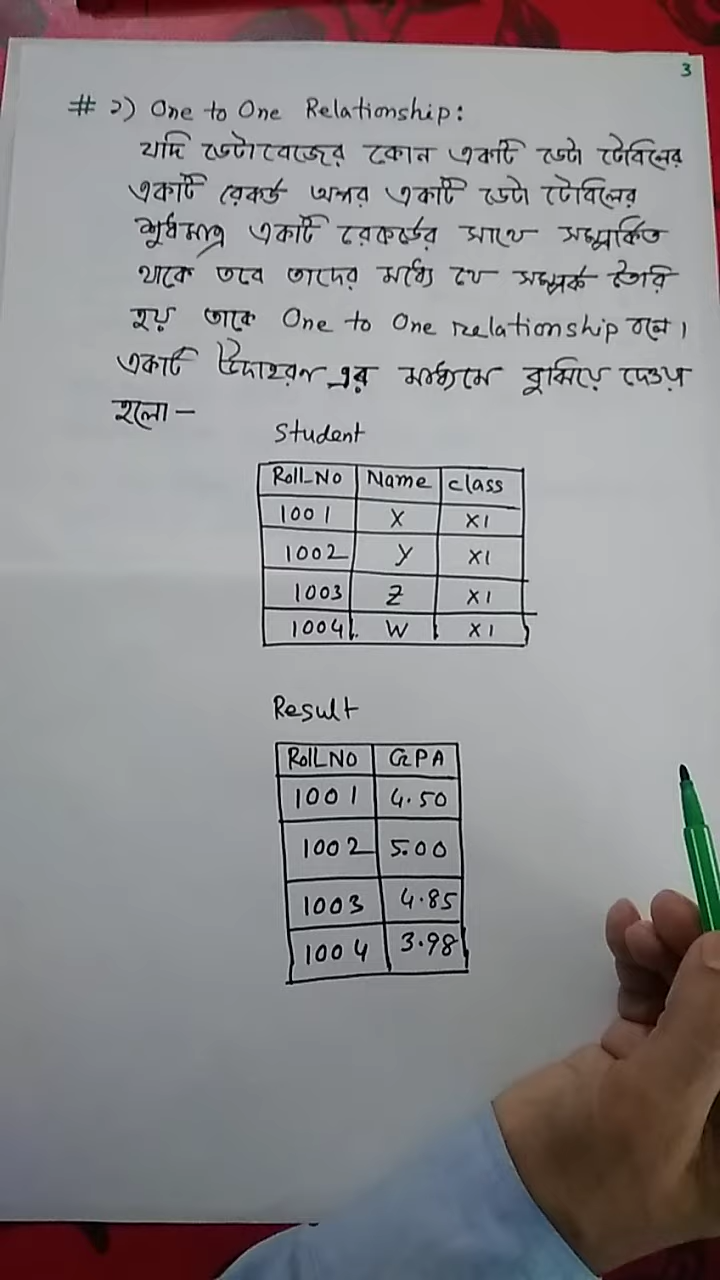 3
# ১) One to One Relationship:
যদি ডেটাবেজের কোন একটি ডেটা টেবিলের
একটি রেকর্ড অপর একটি ডেটা টেবিলের
শুধুমাত্র একটি রেকর্ডের সাথে সম্পর্কিত
থাকে তবে তাদের মধ্যে যে সম্পর্ক তৈরি
হয় তাকে One to One Relationship বলে।
একটি উদাহরন এর মাধ্যমে বুঝিয়ে দেওয়া
হলো –
Student
Roll_No Name class
1001 X XI
1002 Y XI
1003 Z XI
1004 W XI
Result
Roll_No GPA
1001 4.50
1002 5.00
1003 4.85
1004 3.98